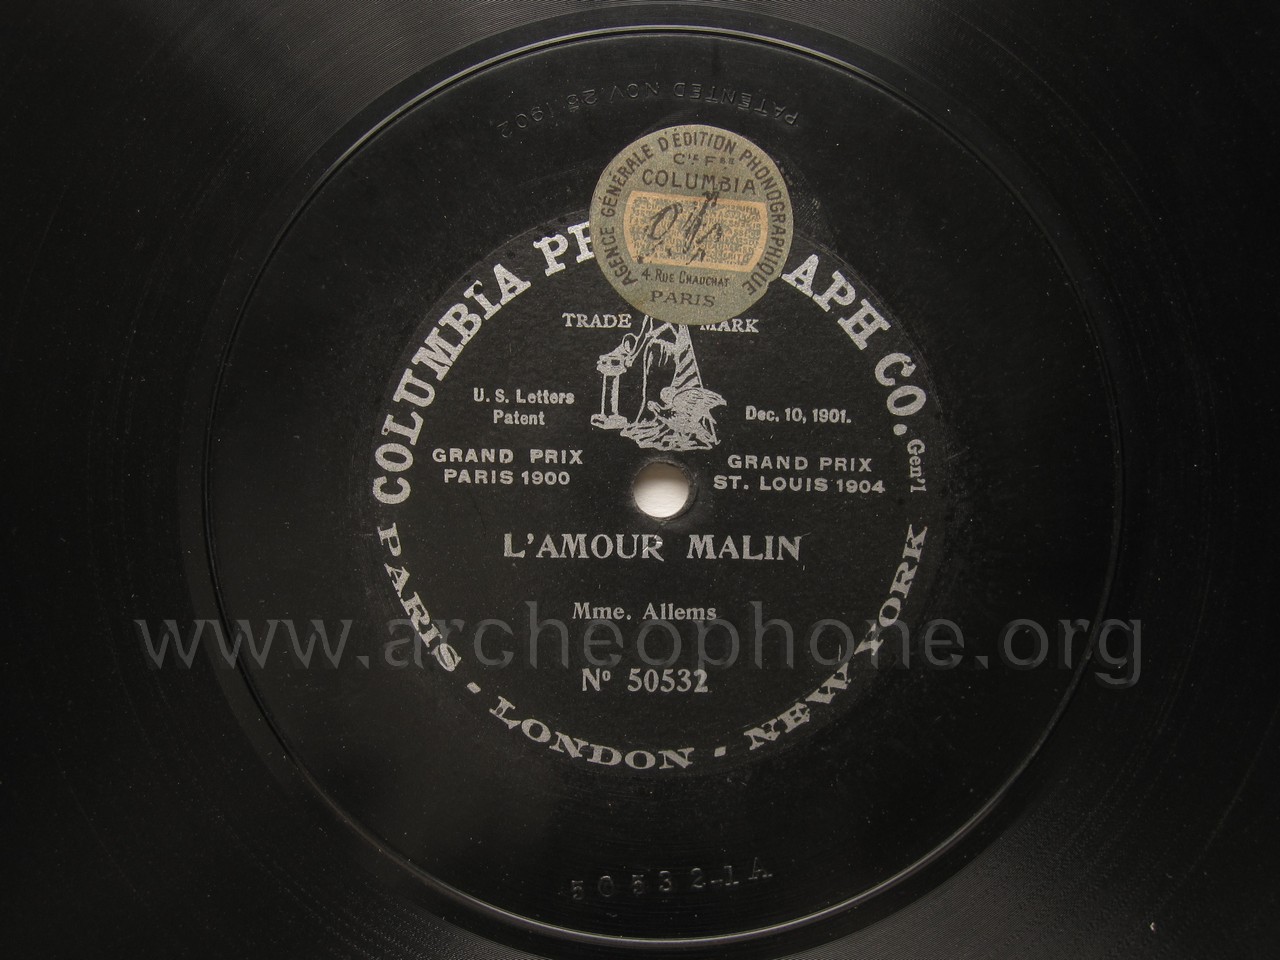 PATENTED NOV. 25, 1902
AGENCE GÉNÉRALE D'ÉDITION PHONOGRAPHIQUE
Cie Fse
COLUMBIA
4. RUE CHAUCHAT
PARIS
COLUMBIA PH APH CO. Gen'l
TRADE MARK
U. S. Letters Patent
Dec. 10, 1901.
GRAND PRIX
PARIS 1900
GRAND PRIX
ST. LOUIS 1904
L'AMOUR MALIN
Mme. Allems
www.archeophone.org
No 50532
PARIS - LONDON - NEW YORK
50532-1A